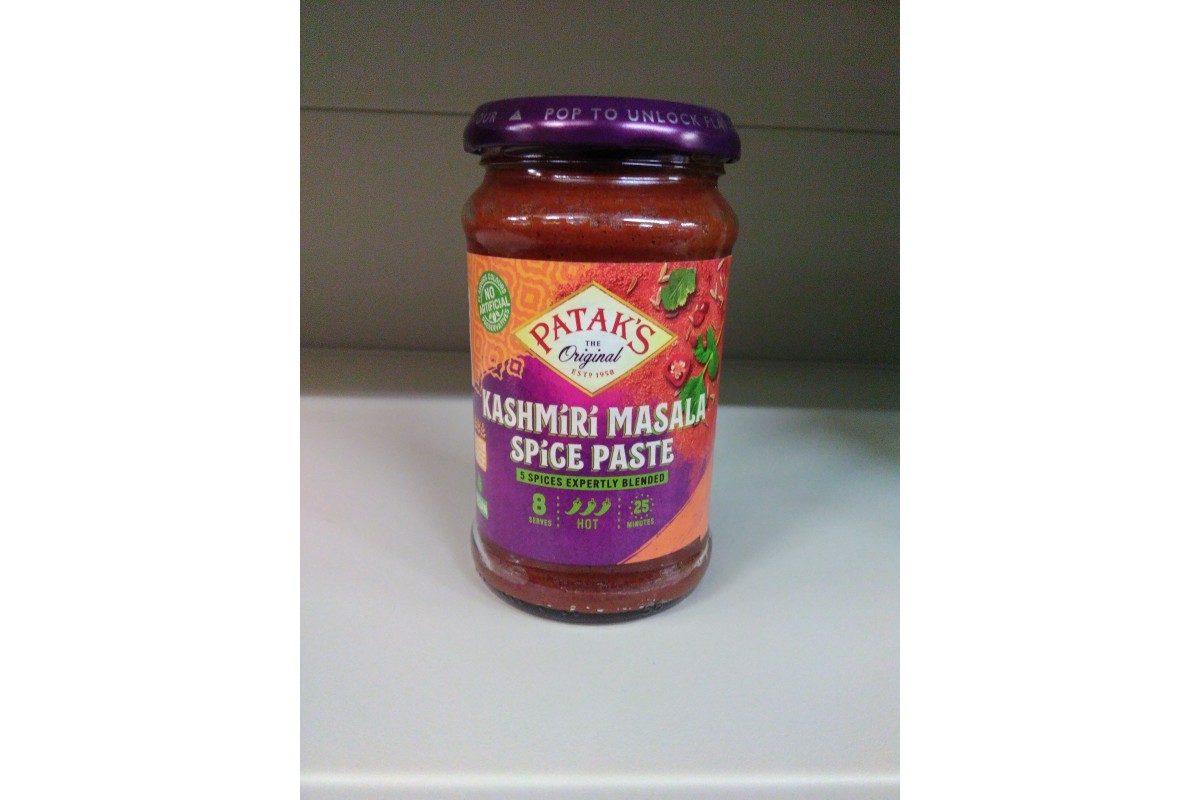 POP TO UNLOCK
NO
ARTIFICIAL
PATAK'S
THE
Original
ESTD 1958
KASHMIRI MASALA
SPICE PASTE
5 SPICES EXPERTLY BLENDED
8
SERVES
HOT
25
MINUTES